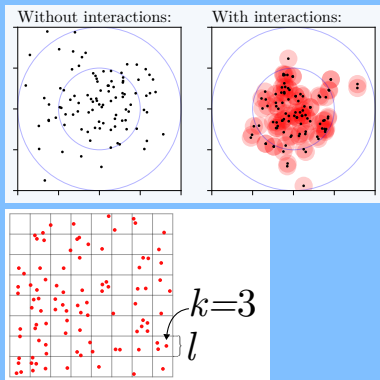 Without interactions:
With interactions:
k=3
l